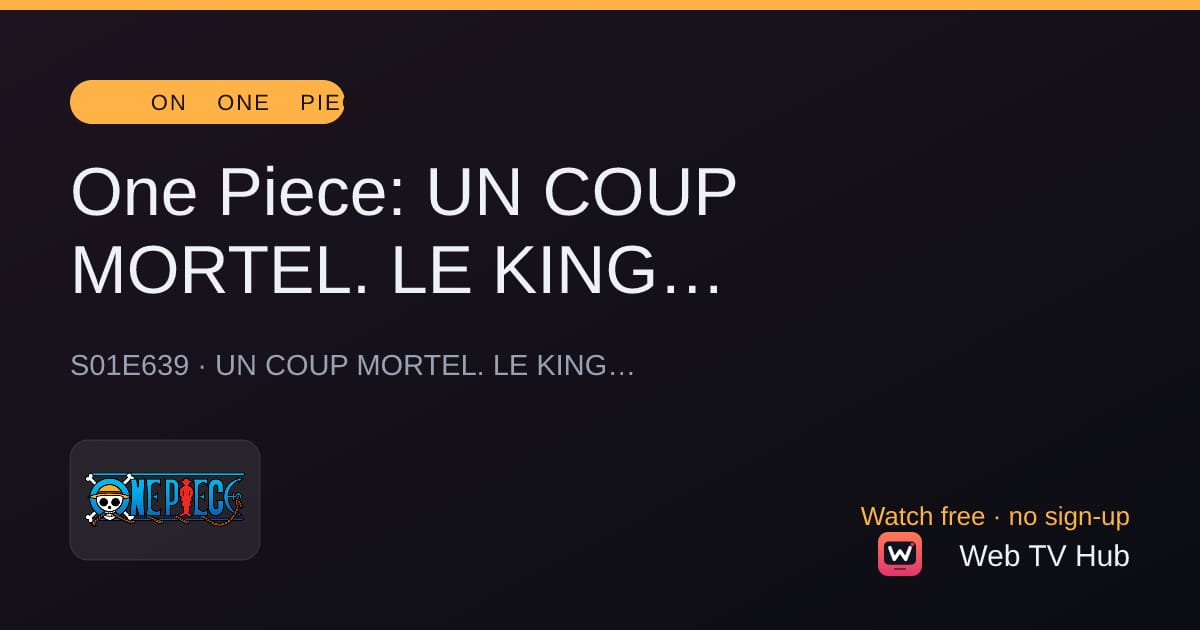 ON ONE PIECE
One Piece: UN COUP
MORTEL. LE KING…
S01E639 · UN COUP MORTEL. LE KING…
ONE PIECE
Watch free · no sign-up
W
Web TV Hub